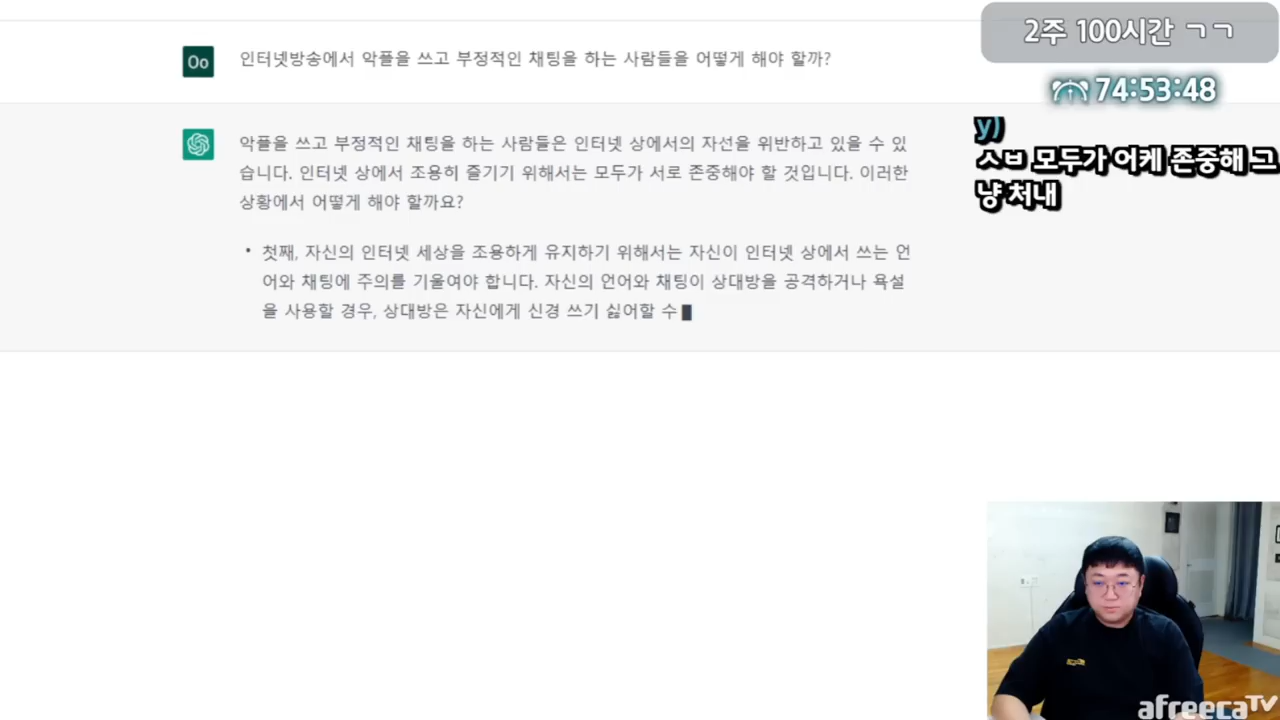 2주 100시간 ㄱㄱ
74:53:48
Oo
인터넷방송에서 악플을 쓰고 부정적인 채팅을 하는 사람들을 어떻게 해야 할까?
악플을 쓰고 부정적인 채팅을 하는 사람들은 인터넷 상에서의 자선을 위반하고 있을 수 있
습니다. 인터넷 상에서 조용히 즐기기 위해서는 모두가 서로 존중해야 할 것입니다. 이러한
상황에서 어떻게 해야 할까요?
• 첫째, 자신의 인터넷 세상을 조용하게 유지하기 위해서는 자신이 인터넷 상에서 쓰는 언
어와 채팅에 주의를 기울여야 합니다. 자신의 언어와 채팅이 상대방을 공격하거나 욕설
을 사용할 경우, 상대방은 자신에게 신경 쓰기 싫어할 수
y)
ㅅㅂ 모두가 어케 존중해 그
냥 처내
afreecaTV